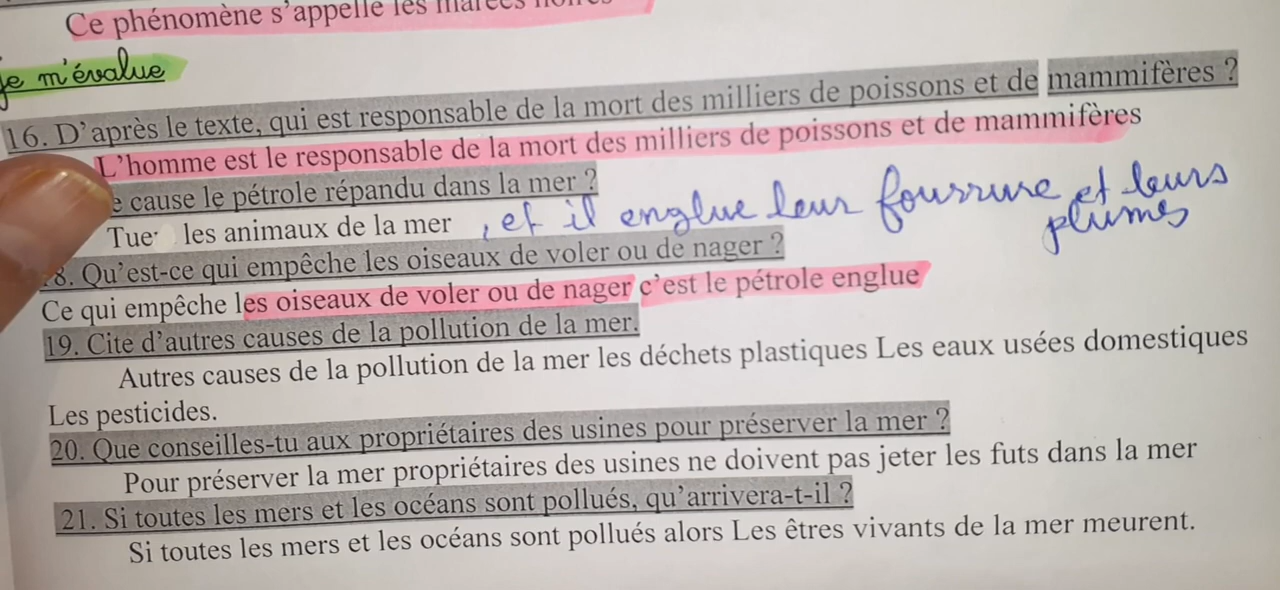 Ce phénomène s'appelle les marées noires
Je m'évalue
16. D'après le texte, qui est responsable de la mort des milliers de poissons et de mammifères ?
L'homme est le responsable de la mort des milliers de poissons et de mammifères
cause le pétrole répandu dans la mer ?
Tue les animaux de la mer , et il englue leur fourrure et leurs
plumes
8. Qu'est-ce qui empêche les oiseaux de voler ou de nager ?
Ce qui empêche les oiseaux de voler ou de nager c'est le pétrole englue
19. Cite d'autres causes de la pollution de la mer.
Autres causes de la pollution de la mer les déchets plastiques Les eaux usées domestiques
Les pesticides.
20. Que conseilles-tu aux propriétaires des usines pour préserver la mer ?
Pour préserver la mer propriétaires des usines ne doivent pas jeter les futs dans la mer
21. Si toutes les mers et les océans sont pollués, qu'arrivera-t-il ?
Si toutes les mers et les océans sont pollués alors Les êtres vivants de la mer meurent.